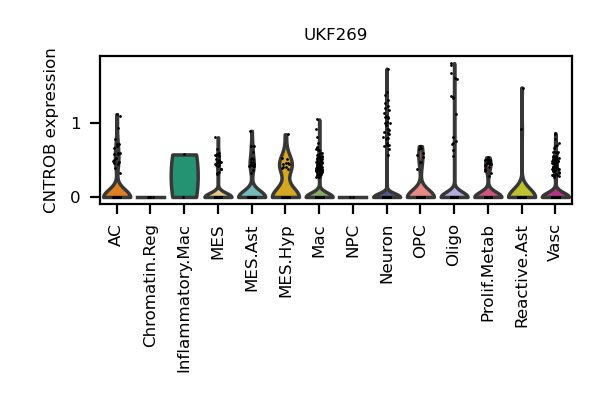 UKF269
CNTROB expression
1
0
AC
Chromatin.Reg
Inflammatory.Mac
MES
MES.Ast
MES.Hyp
Mac
NPC
Neuron
OPC
Oligo
Prolif.Metab
Reactive.Ast
Vasc